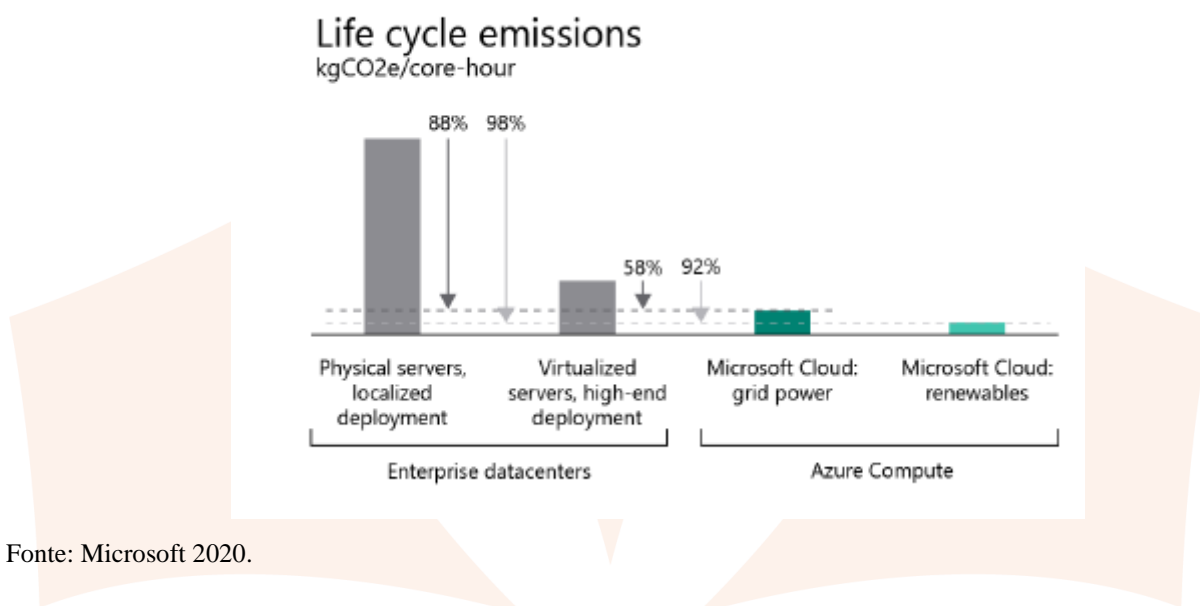 Life cycle emissions
kgCO2e/core-hour
88% 98%
58% 92%
Physical servers,
localized
deployment
Virtualized
servers, high-end
deployment
Microsoft Cloud:
grid power
Microsoft Cloud:
renewables
Enterprise datacenters
Azure Compute
Fonte: Microsoft 2020.